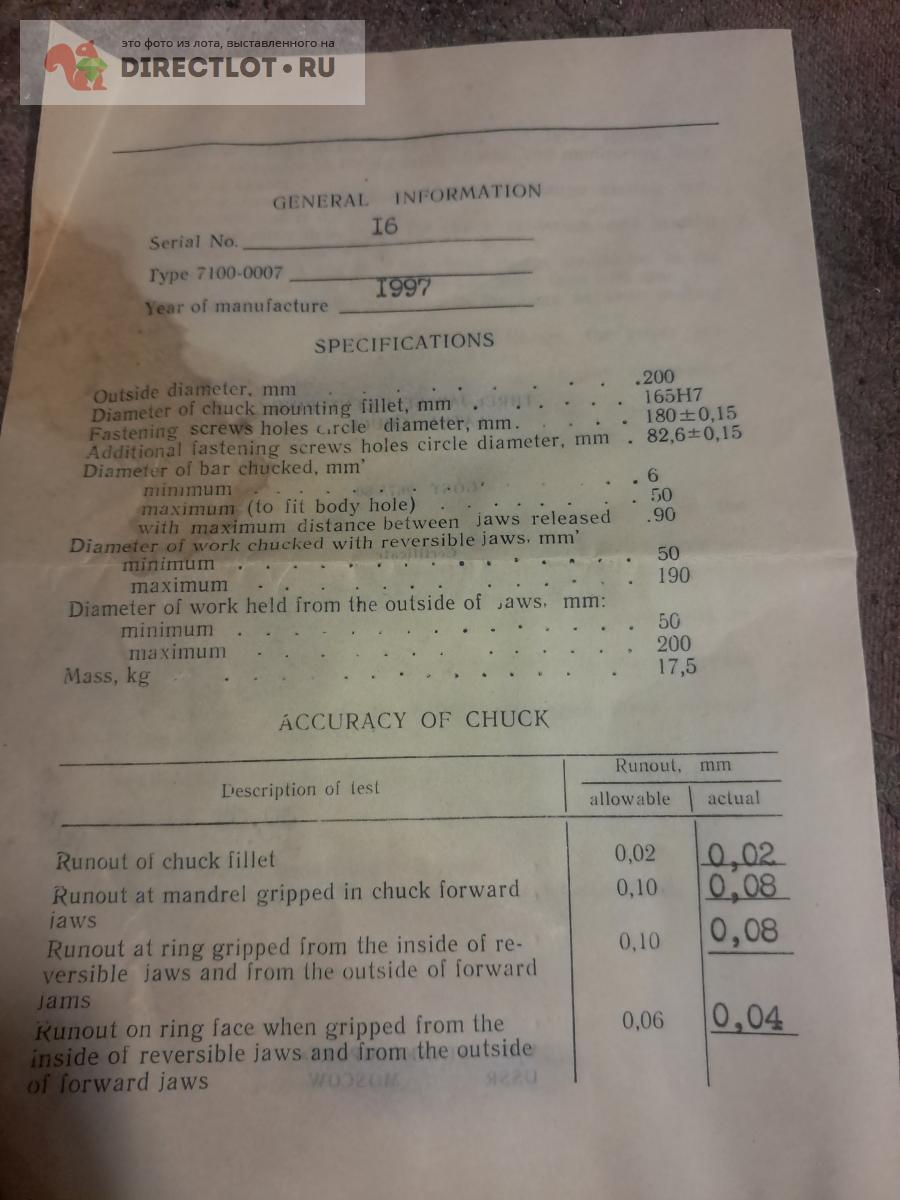 это фото из лота, выставленного на
DIRECTLOT•RU
GENERAL INFORMATION
Serial No. I6
Type 7100-0007
Year of manufacture I997
SPECIFICATIONS
Outside diameter, mm . . . . . . . . .200
Diameter of chuck mounting fillet, mm . . . . . . 165H7
Fastening screws holes circle diameter, mm. . . . . 180±0,15
Additional fastening screws holes circle diameter, mm . 82,6±0,15
Diameter of bar chucked, mm'
minimum . . . . . . . . . . 6
maximum (to fit body hole) . . . . . . 50
with maximum distance between jaws released .90
Diameter of work chucked with reversible jaws, mm'
minimum . . . . . . . . . . . 50
maximum . . . . . . . . . . 190
Diameter of work held from the outside of jaws, mm:
minimum . . . . . . . . . . . 50
maximum . . . . . . . . . . 200
Mass, kg . . . . . . . . . . . 17,5
ACCURACY OF CHUCK
Description of test
Runout, mm
allowable actual
Runout of chuck fillet 0,02 0,02
Runout at mandrel gripped in chuck forward 0,10 0,08
jaws
Runout at ring gripped from the inside of re- 0,10 0,08
versible jaws and from the outside of forward
jams
Runout on ring face when gripped from the 0,06 0,04
inside of reversible jaws and from the outside
of forward jaws